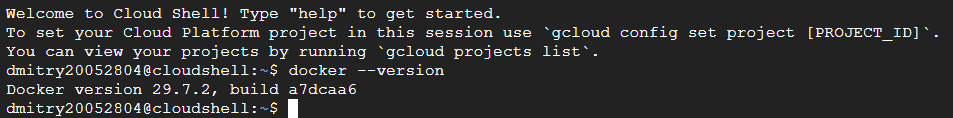 Welcome to Cloud Shell! Type "help" to get started.
To set your Cloud Platform project in this session use `gcloud config set project [PROJECT_ID]`.
You can view your projects by running `gcloud projects list`.
dmitry20052804@cloudshell:~$ docker --version
Docker version 29.7.2, build a7dcaa6
dmitry20052804@cloudshell:~$